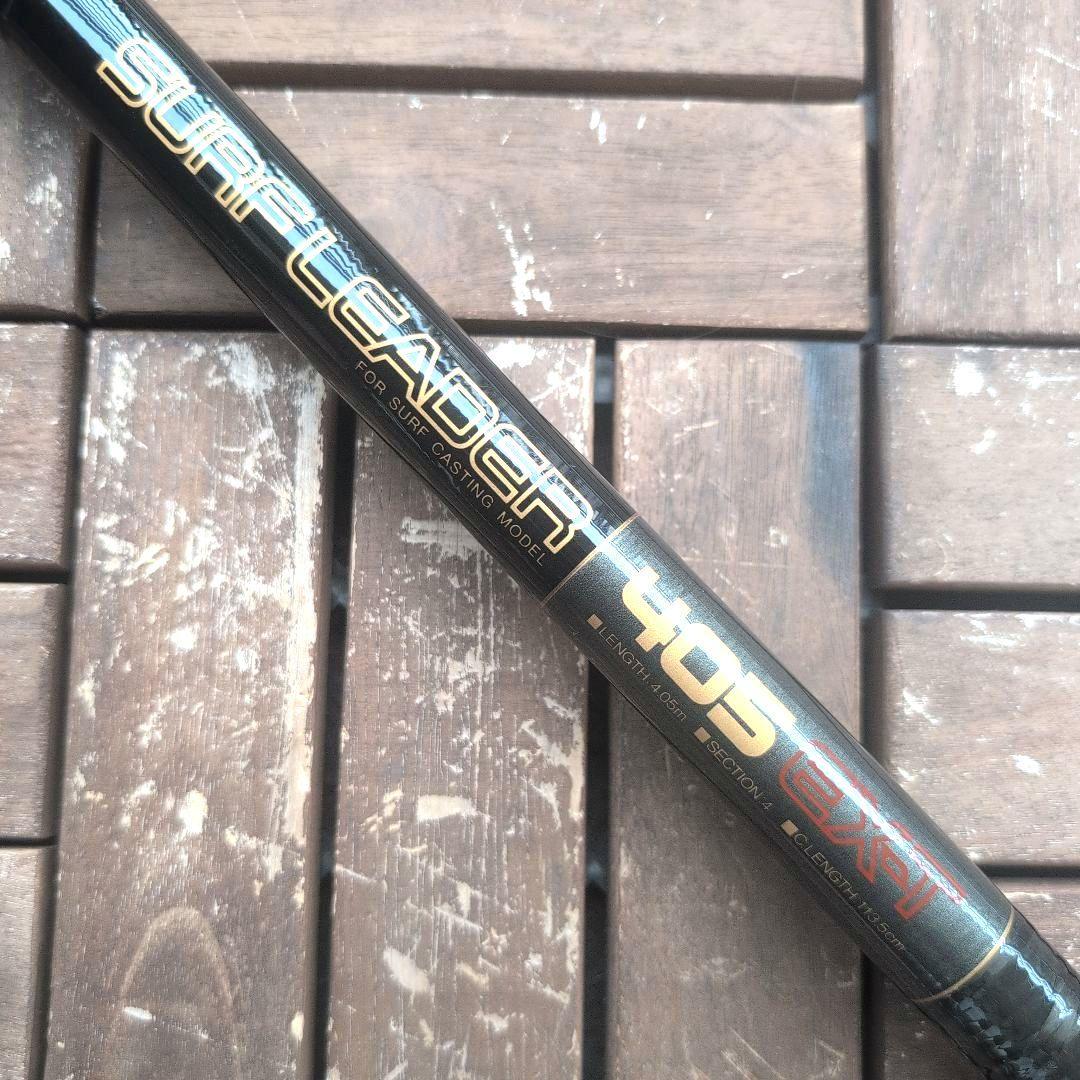 SURF LEADER
FOR SURF CASTING MODEL
405 EX-T
■LENGTH:4.05m ■SECTION:4 ■C.LENGTH:113.5cm